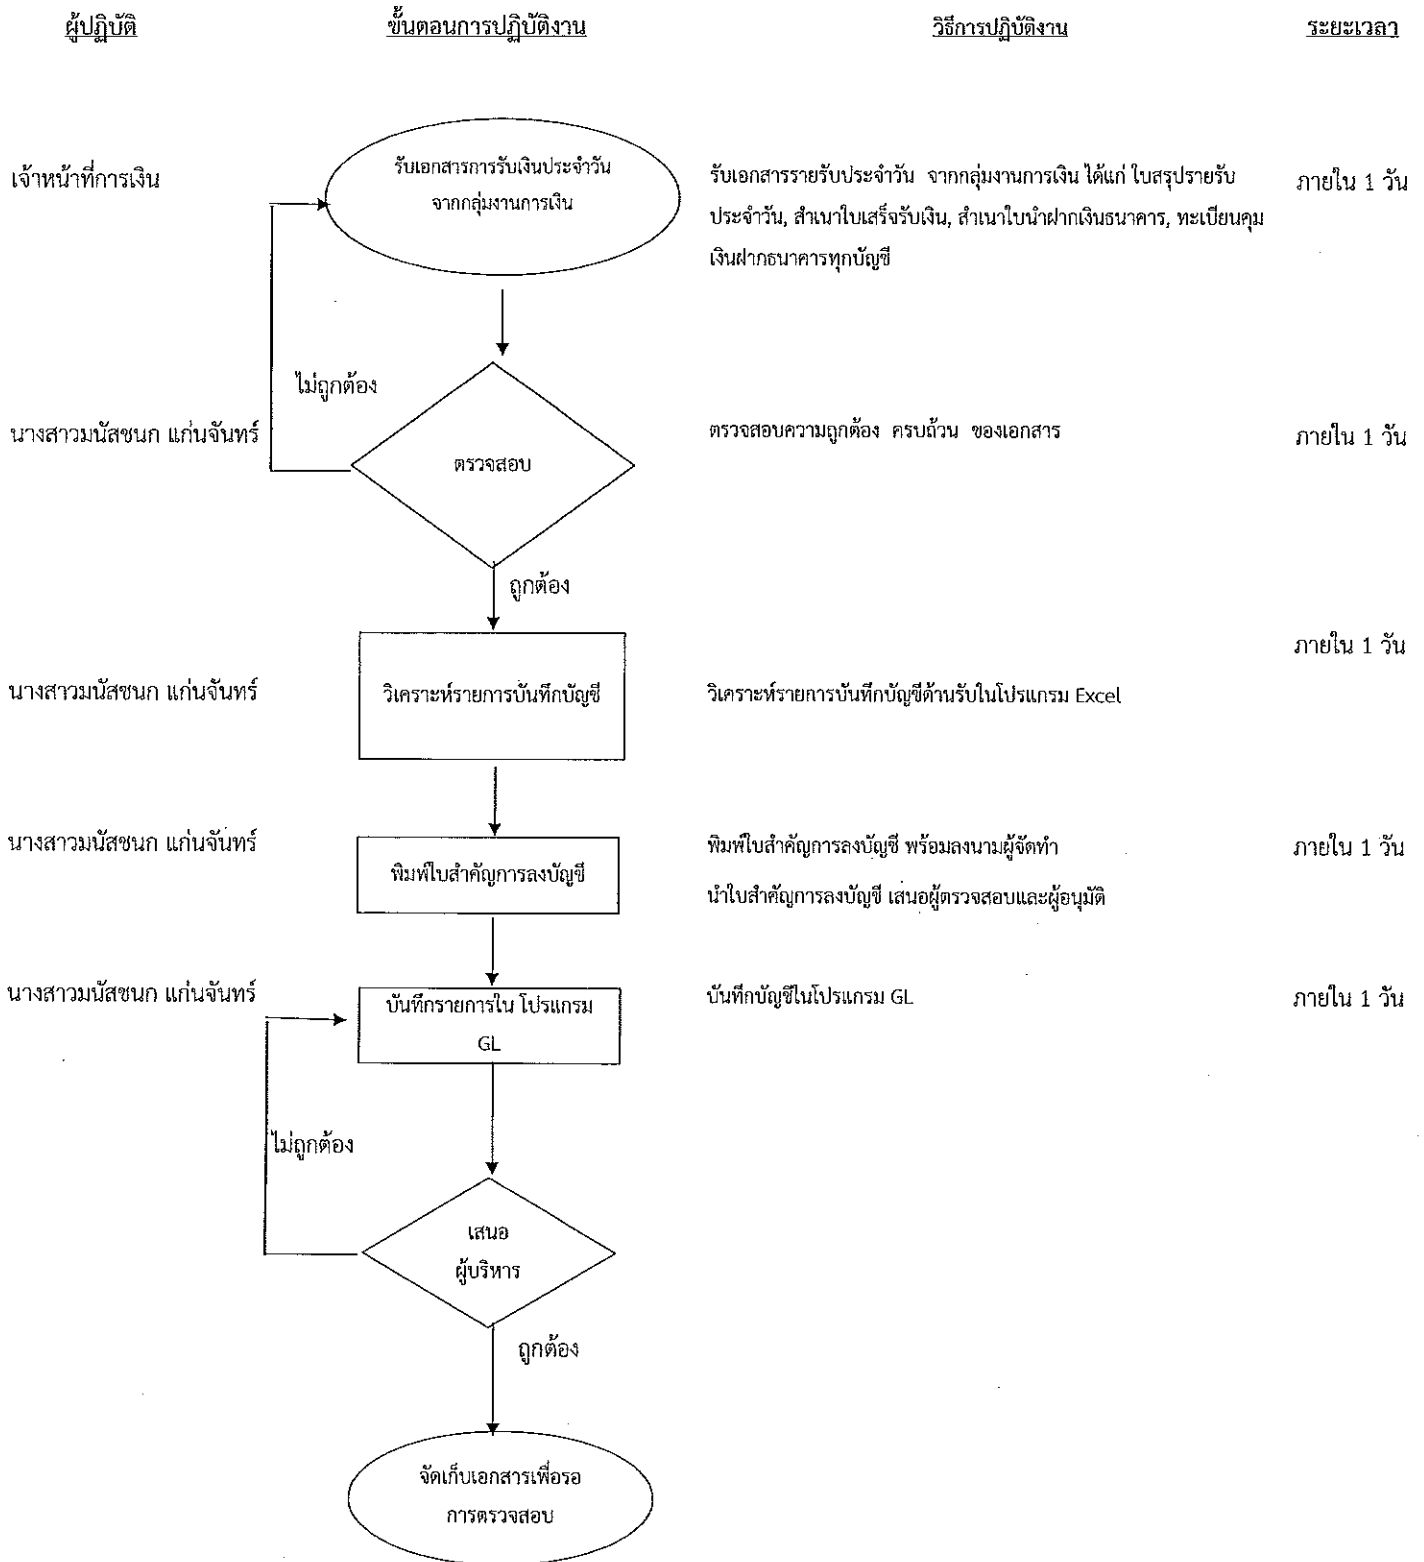 ผู้ปฏิบัติ ขั้นตอนการปฏิบัติงาน วิธีการปฏิบัติงาน ระยะเวลา
เจ้าหน้าที่การเงิน
รับเอกสารการรับเงินประจำวัน
จากกลุ่มงานการเงิน
รับเอกสารรายรับประจำวัน จากกลุ่มงานการเงิน ได้แก่ ใบสรุปรายรับ
ประจำวัน, สำเนาใบเสร็จรับเงิน, สำเนาใบนำฝากเงินธนาคาร, ทะเบียนคุม
เงินฝากธนาคารทุกบัญชี
ภายใน 1 วัน
ไม่ถูกต้อง
นางสาวมนัสชนก แก่นจันทร์
ตรวจสอบ
ตรวจสอบความถูกต้อง ครบถ้วน ของเอกสาร
ภายใน 1 วัน
ถูกต้อง
นางสาวมนัสชนก แก่นจันทร์
วิเคราะห์รายการบันทึกบัญชี
วิเคราะห์รายการบันทึกบัญชีด้านรับในโปรแกรม Excel
ภายใน 1 วัน
นางสาวมนัสชนก แก่นจันทร์
พิมพ์ใบสำคัญการลงบัญชี
พิมพ์ใบสำคัญการลงบัญชี พร้อมลงนามผู้จัดทำ
นำใบสำคัญการลงบัญชี เสนอผู้ตรวจสอบและผู้อนุมัติ
ภายใน 1 วัน
นางสาวมนัสชนก แก่นจันทร์
บันทึกรายการใน โปรแกรม
GL
บันทึกบัญชีในโปรแกรม GL
ภายใน 1 วัน
ไม่ถูกต้อง
เสนอ
ผู้บริหาร
ถูกต้อง
จัดเก็บเอกสารเพื่อรอ
การตรวจสอบ